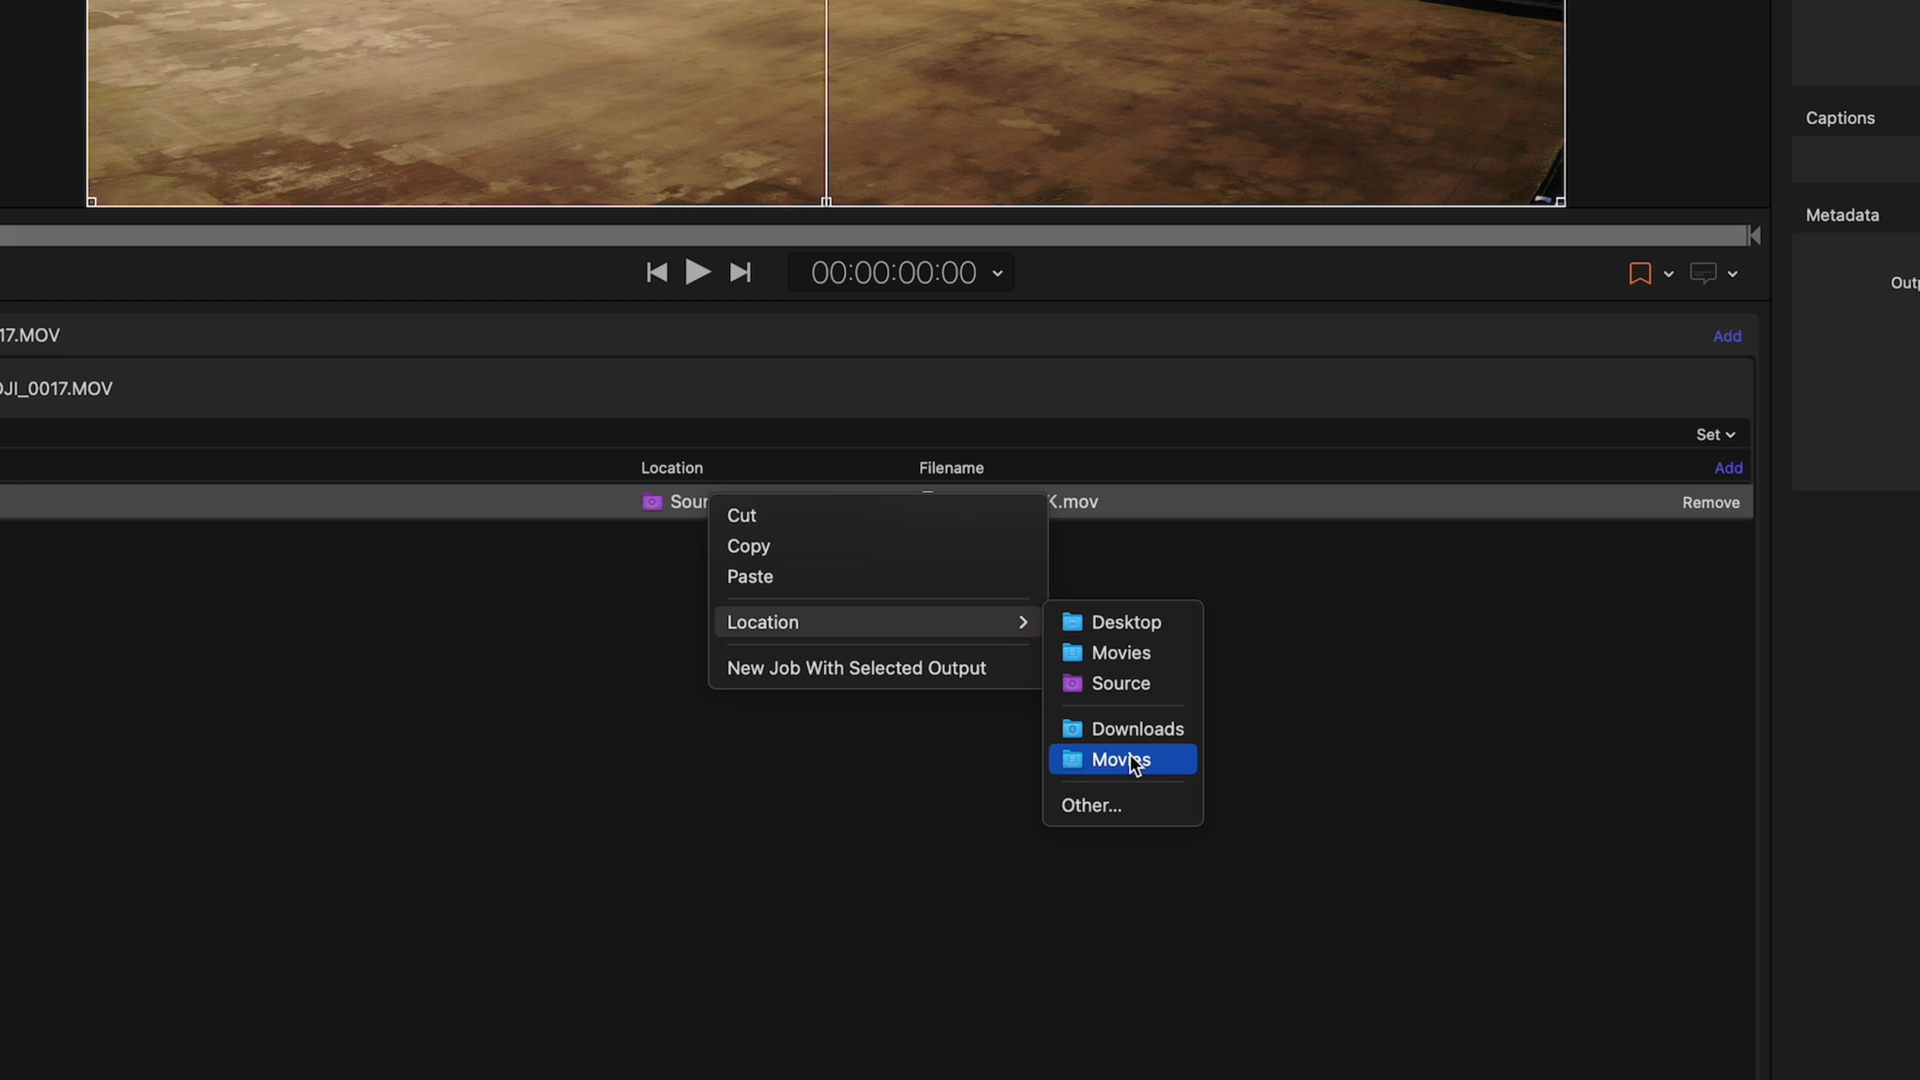 Captions
Metadata
00:00:00:00
17.MOV
Add
JI_0017.MOV
Set
Location
Filename
Add
Sour
K.mov
Remove
Cut
Copy
Paste
Location
New Job With Selected Output
Desktop
Movies
Source
Downloads
Movies
Other...